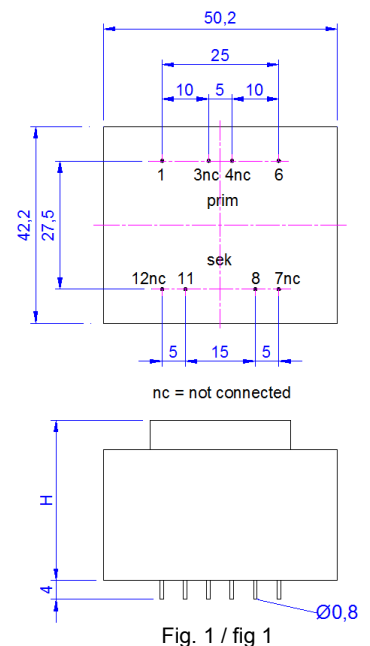 50,2
25
10 5 10
1 3nc 4nc 6
prim
42,2
27,5
sek
12nc 11 8 7nc
5 15 5
nc = not connected
H
4
Ø0,8
Fig. 1 / fig 1